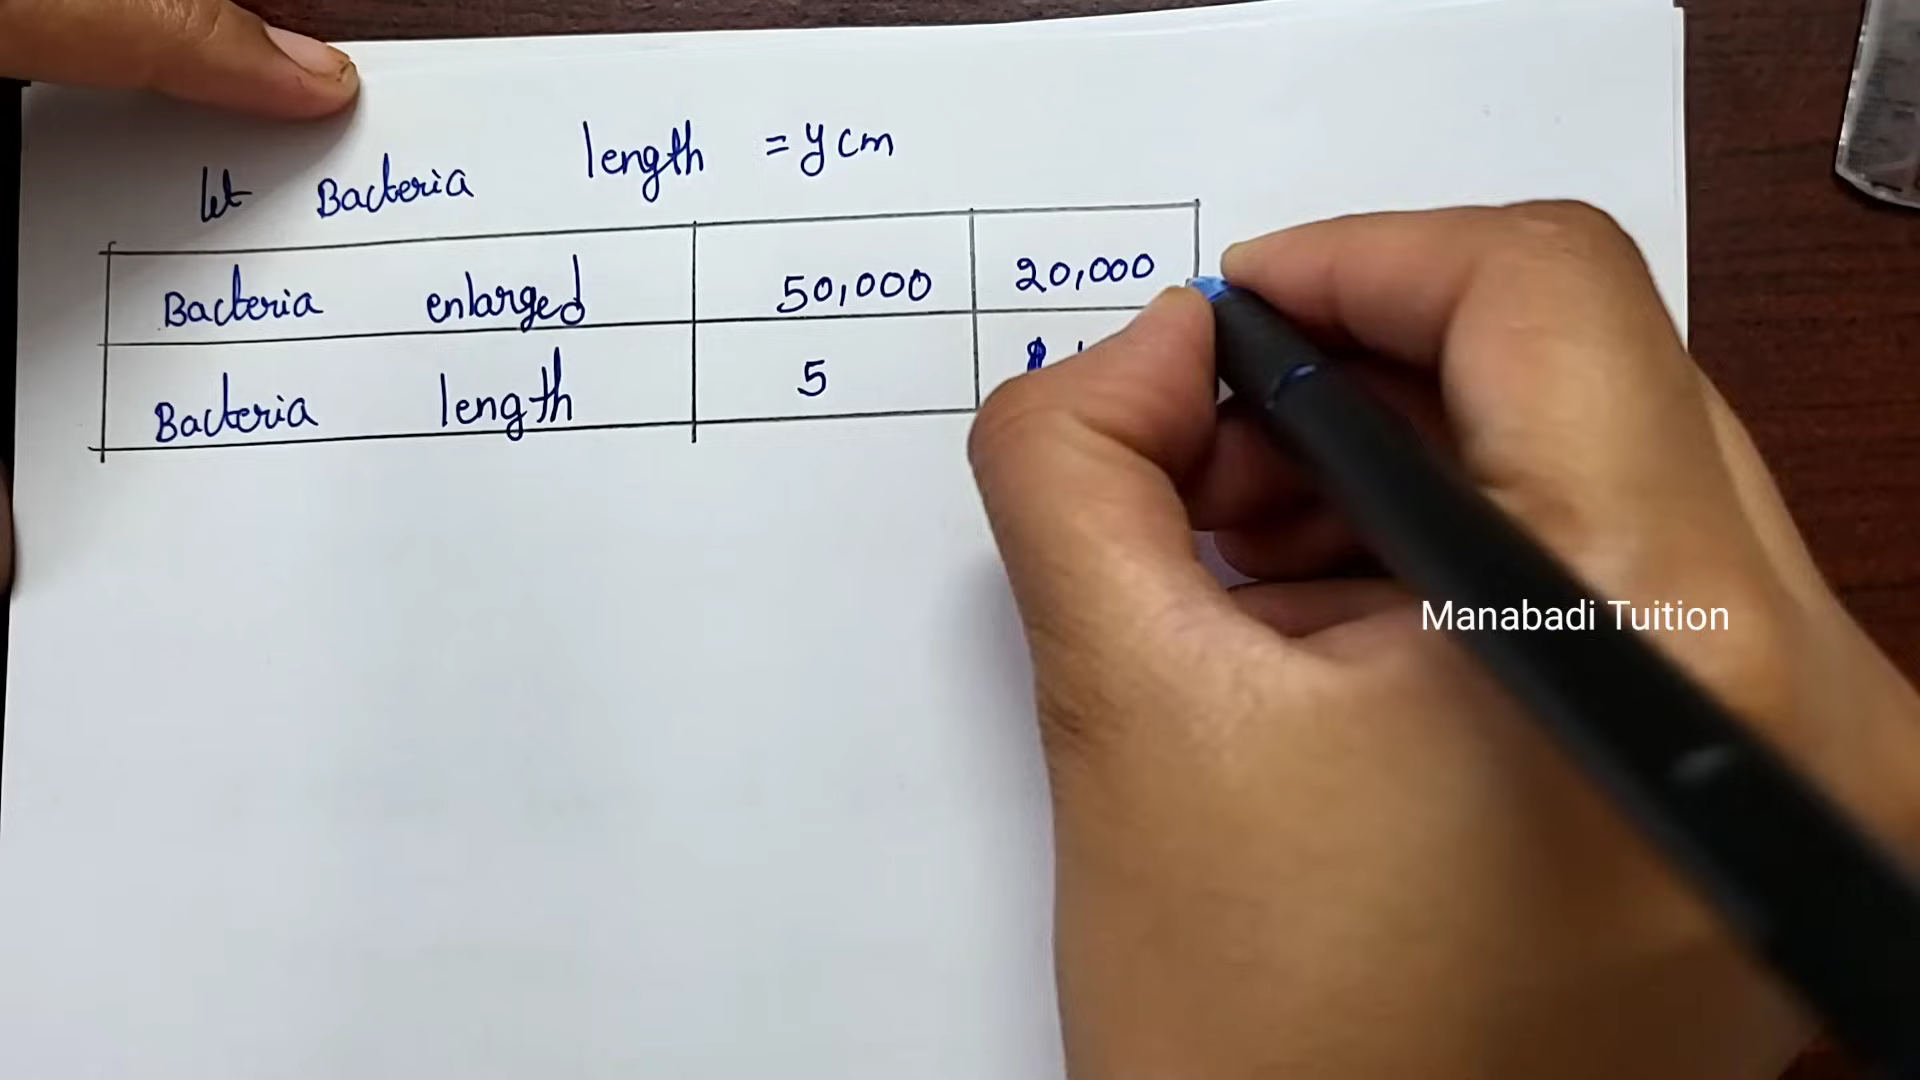 let Bacteria length = y cm
Bacteria enlarged 50,000 20,000
Bacteria length 5
Manabadi Tuition